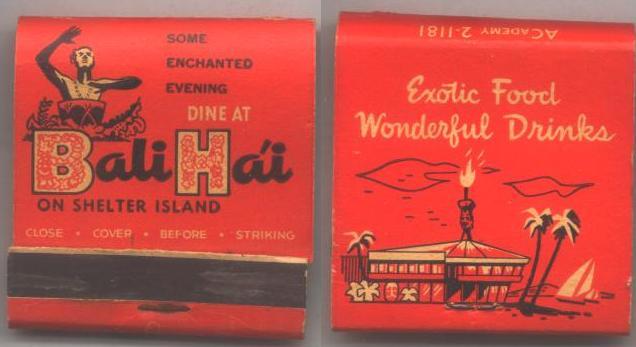 SOME
ENCHANTED
EVENING
DINE AT
Bali Ha'i
ON SHELTER ISLAND
CLOSE • COVER • BEFORE • STRIKING
ACADEMY 2-1181
Exotic Food
Wonderful Drinks